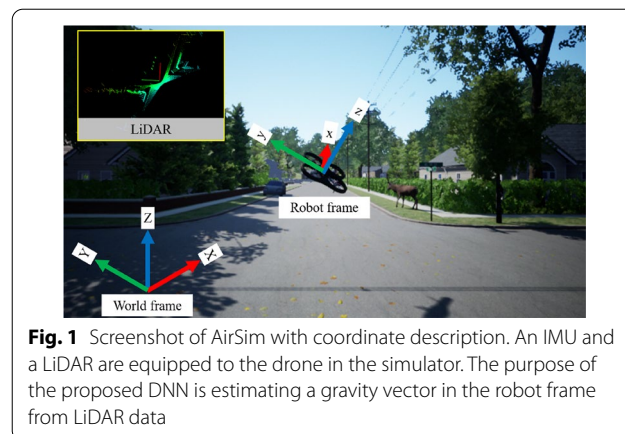 LiDAR
y
x
z
Robot frame
Z
Y
X
World frame
Fig. 1 Screenshot of AirSim with coordinate description. An IMU and
a LiDAR are equipped to the drone in the simulator. The purpose of
the proposed DNN is estimating a gravity vector in the robot frame
from LiDAR data